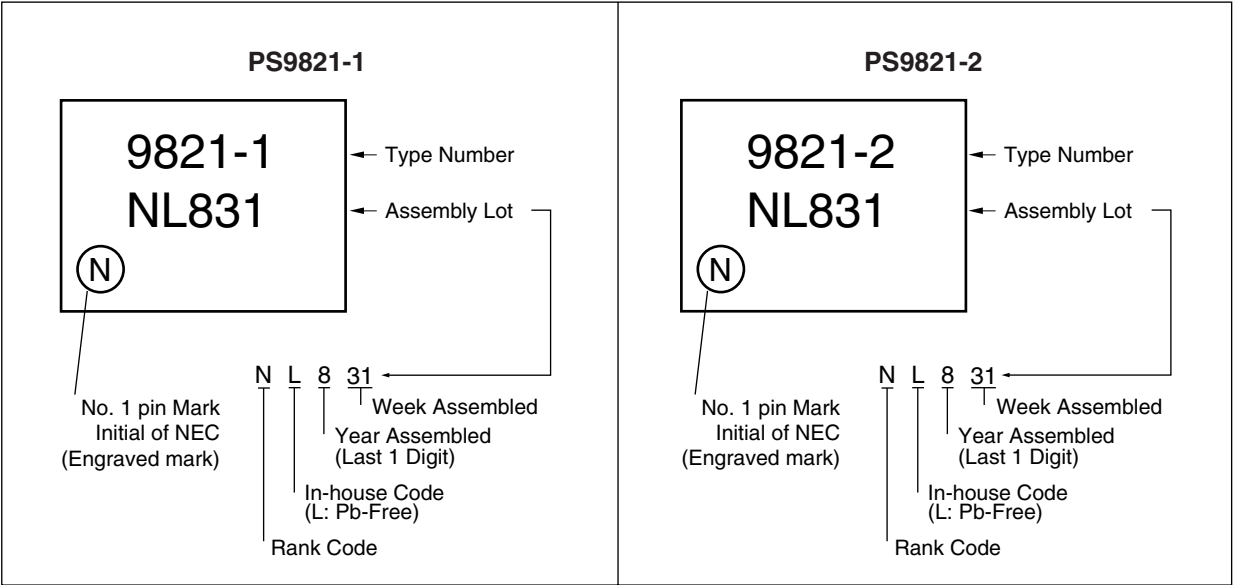 PS9821-1
9821-1
Type Number
NL831
Assembly Lot
N
N L 8 31
No. 1 pin Mark
Initial of NEC
(Engraved mark)
Week Assembled
Year Assembled
(Last 1 Digit)
In-house Code
(L: Pb-Free)
Rank Code
PS9821-2
9821-2
Type Number
NL831
Assembly Lot
N
N L 8 31
No. 1 pin Mark
Initial of NEC
(Engraved mark)
Week Assembled
Year Assembled
(Last 1 Digit)
In-house Code
(L: Pb-Free)
Rank Code